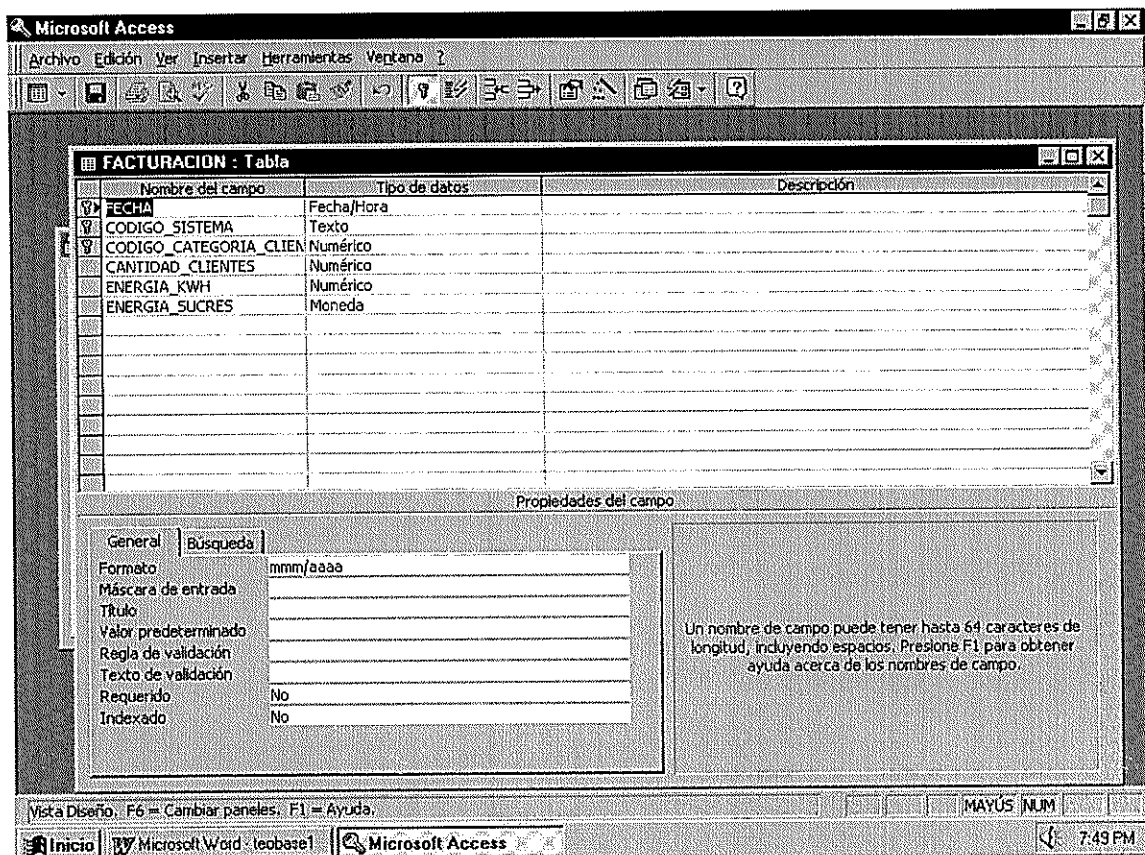 Microsoft Access
Archivo Edición Ver Insertar Herramientas Ventana ?
FACTURACION : Tabla
Nombre del campo Tipo de datos Descripción
FECHA Fecha/Hora
CODIGO_SISTEMA Texto
CODIGO_CATEGORIA_CLIEN Numérico
CANTIDAD_CLIENTES Numérico
ENERGIA_KWH Numérico
ENERGIA_SUCRES Moneda
Propiedades del campo
General Búsqueda
Formato mmm/aaaa
Máscara de entrada
Título
Valor predeterminado
Regla de validación
Texto de validación
Requerido No
Indexado No
Un nombre de campo puede tener hasta 64 caracteres de
longitud, incluyendo espacios. Presione F1 para obtener
ayuda acerca de los nombres de campo.
Vista Diseño. F6 = Cambiar paneles. F1 = Ayuda. MAYÚS NUM
Inicio Microsoft Word - teobase1 Microsoft Access 7:49 PM